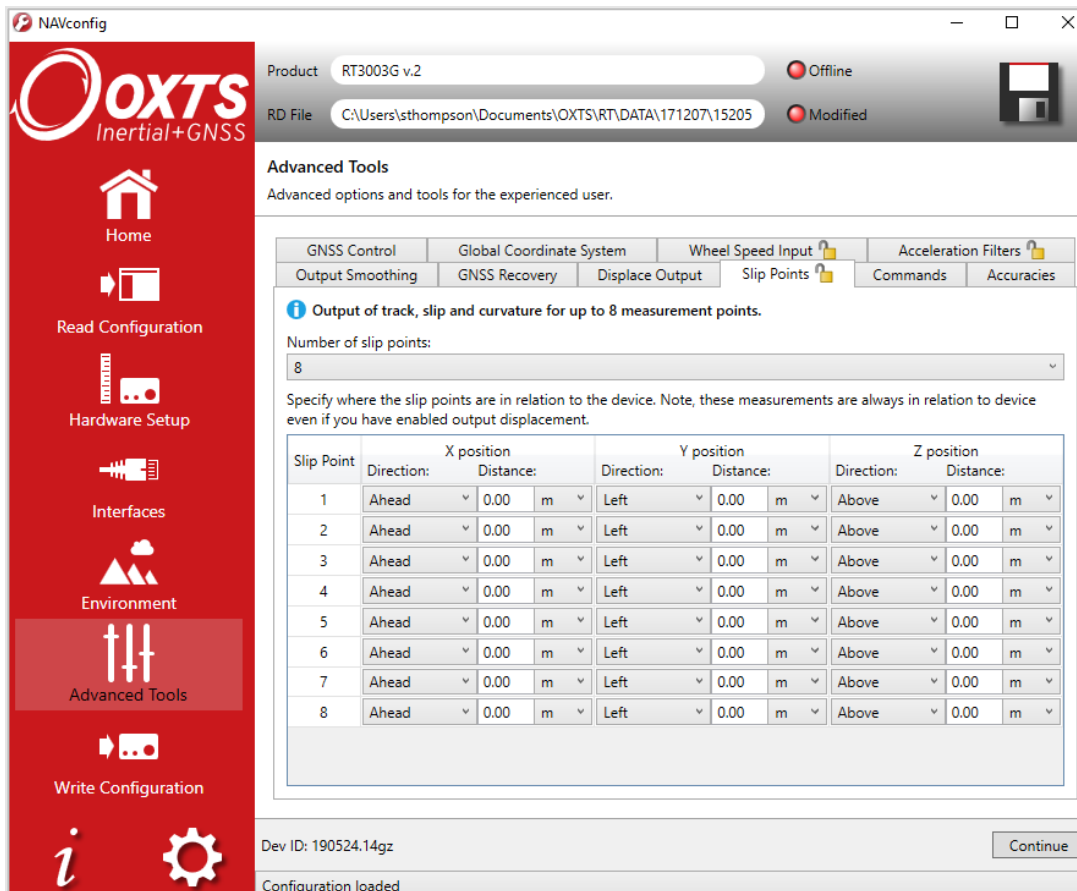 NAVconfig
OXTS
Inertial+GNSS
Product RT3003G v.2 Offline
RD File C:\Users\sthompson\Documents\OXTS\RT\DATA\171207\15205 Modified
Home
Read Configuration
Hardware Setup
Interfaces
Environment
Advanced Tools
Write Configuration
i
Advanced Tools
Advanced options and tools for the experienced user.
GNSS Control Global Coordinate System Wheel Speed Input Acceleration Filters
Output Smoothing GNSS Recovery Displace Output Slip Points Commands Accuracies
i Output of track, slip and curvature for up to 8 measurement points.
Number of slip points:
8
Specify where the slip points are in relation to the device. Note, these measurements are always in relation to device
even if you have enabled output displacement.
Slip Point X position Y position Z position
Direction: Distance: Direction: Distance: Direction: Distance:
1 Ahead 0.00 m Left 0.00 m Above 0.00 m
2 Ahead 0.00 m Left 0.00 m Above 0.00 m
3 Ahead 0.00 m Left 0.00 m Above 0.00 m
4 Ahead 0.00 m Left 0.00 m Above 0.00 m
5 Ahead 0.00 m Left 0.00 m Above 0.00 m
6 Ahead 0.00 m Left 0.00 m Above 0.00 m
7 Ahead 0.00 m Left 0.00 m Above 0.00 m
8 Ahead 0.00 m Left 0.00 m Above 0.00 m
Dev ID: 190524.14gz Continue
Configuration loaded